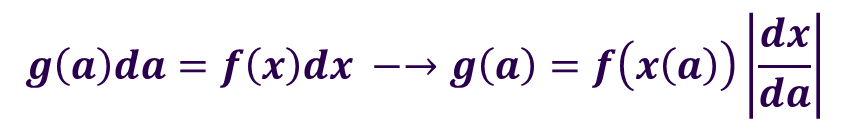 g(a)da = f(x)dx −→ g(a) = f(x(a)) |dx/da|